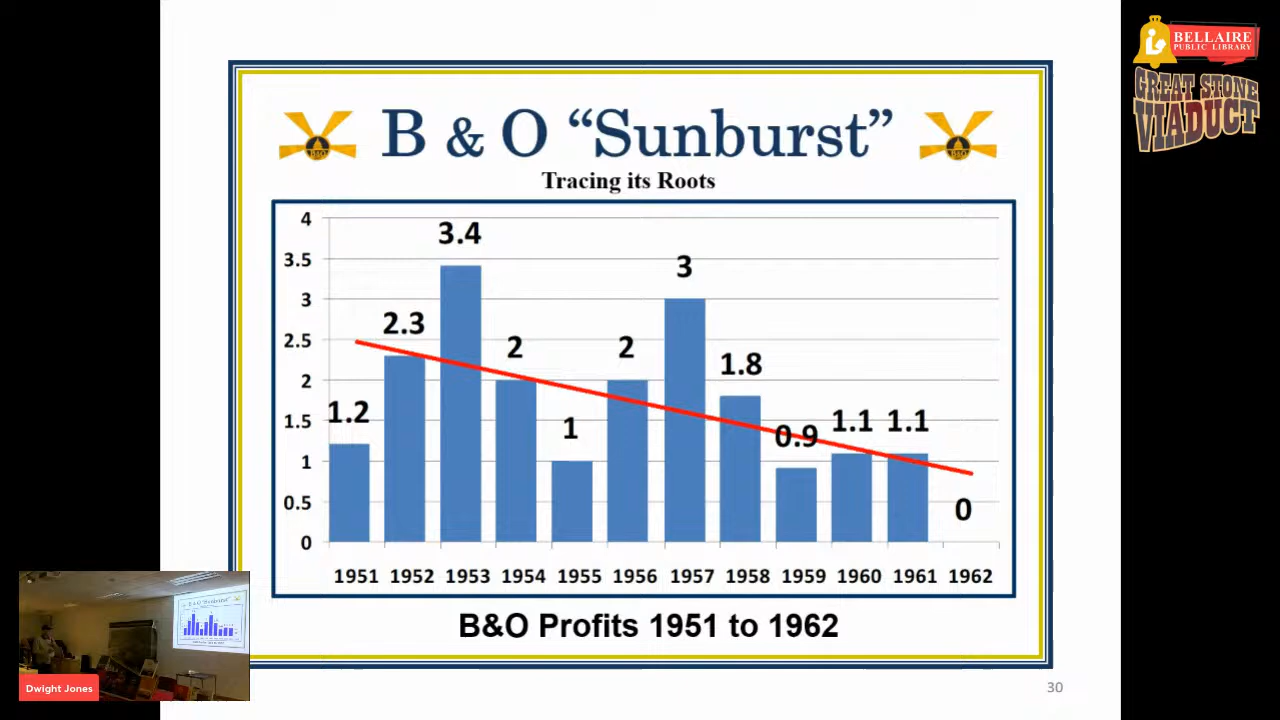 BELLAIRE
PUBLIC LIBRARY
GREAT STONE
VIADUCT
B & O “Sunburst”
Tracing its Roots
4
3.5
3
2.5
2
1.5
1
0.5
0
1.2
2.3
3.4
2
1
2
3
1.8
0.9
1.1
1.1
0
1951 1952 1953 1954 1955 1956 1957 1958 1959 1960 1961 1962
B&O Profits 1951 to 1962
30
Dwight Jones
B & O "Sunburst"